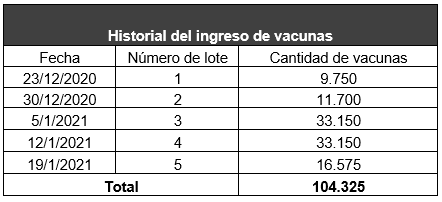 Historial del ingreso de vacunas
Fecha Número de lote Cantidad de vacunas
23/12/2020 1 9.750
30/12/2020 2 11.700
5/1/2021 3 33.150
12/1/2021 4 33.150
19/1/2021 5 16.575
Total 104.325